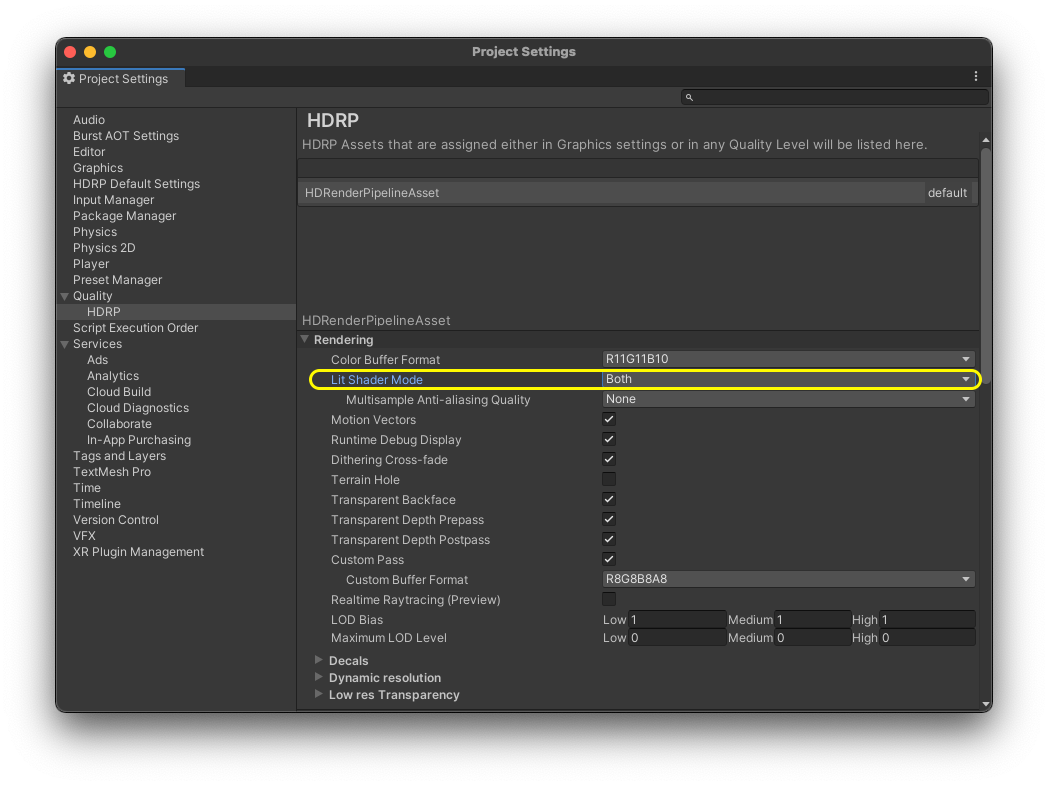 Project Settings
Project Settings
Audio
Burst AOT Settings
Editor
Graphics
HDRP Default Settings
Input Manager
Package Manager
Physics
Physics 2D
Player
Preset Manager
Quality
HDRP
Script Execution Order
Services
Ads
Analytics
Cloud Build
Cloud Diagnostics
Collaborate
In-App Purchasing
Tags and Layers
TextMesh Pro
Time
Timeline
Version Control
VFX
XR Plugin Management
HDRP
HDRP Assets that are assigned either in Graphics settings or in any Quality Level will be listed here.
HDRenderPipelineAsset default
HDRenderPipelineAsset
Rendering
Color Buffer Format R11G11B10
Lit Shader Mode Both
Multisample Anti-aliasing Quality None
Motion Vectors
Runtime Debug Display
Dithering Cross-fade
Terrain Hole
Transparent Backface
Transparent Depth Prepass
Transparent Depth Postpass
Custom Pass
Custom Buffer Format R8G8B8A8
Realtime Raytracing (Preview)
LOD Bias Low 1 Medium 1 High 1
Maximum LOD Level Low 0 Medium 0 High 0
Decals
Dynamic resolution
Low res Transparency